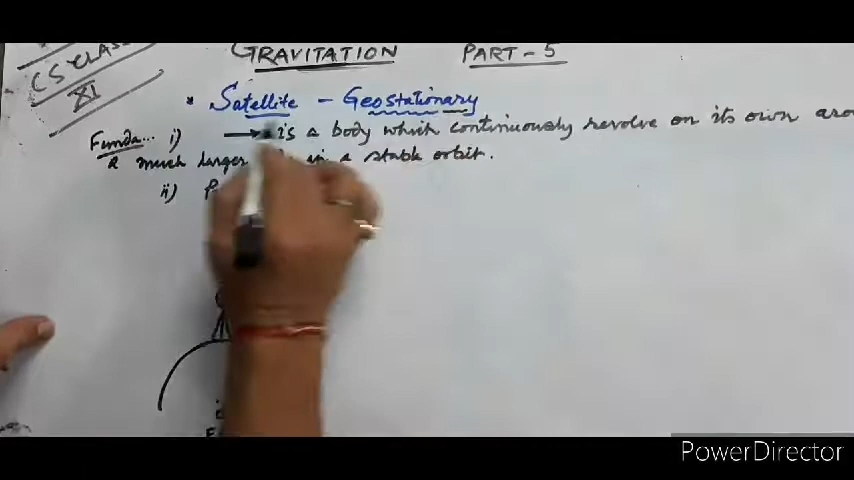 GRAVITATION PART - 5
CS CLASS
XI
* Satellite - Geostationary
Funda... i) → is a body which continuously revolve on its own
a much larger in a stable orbit.
ii)
PowerDirector